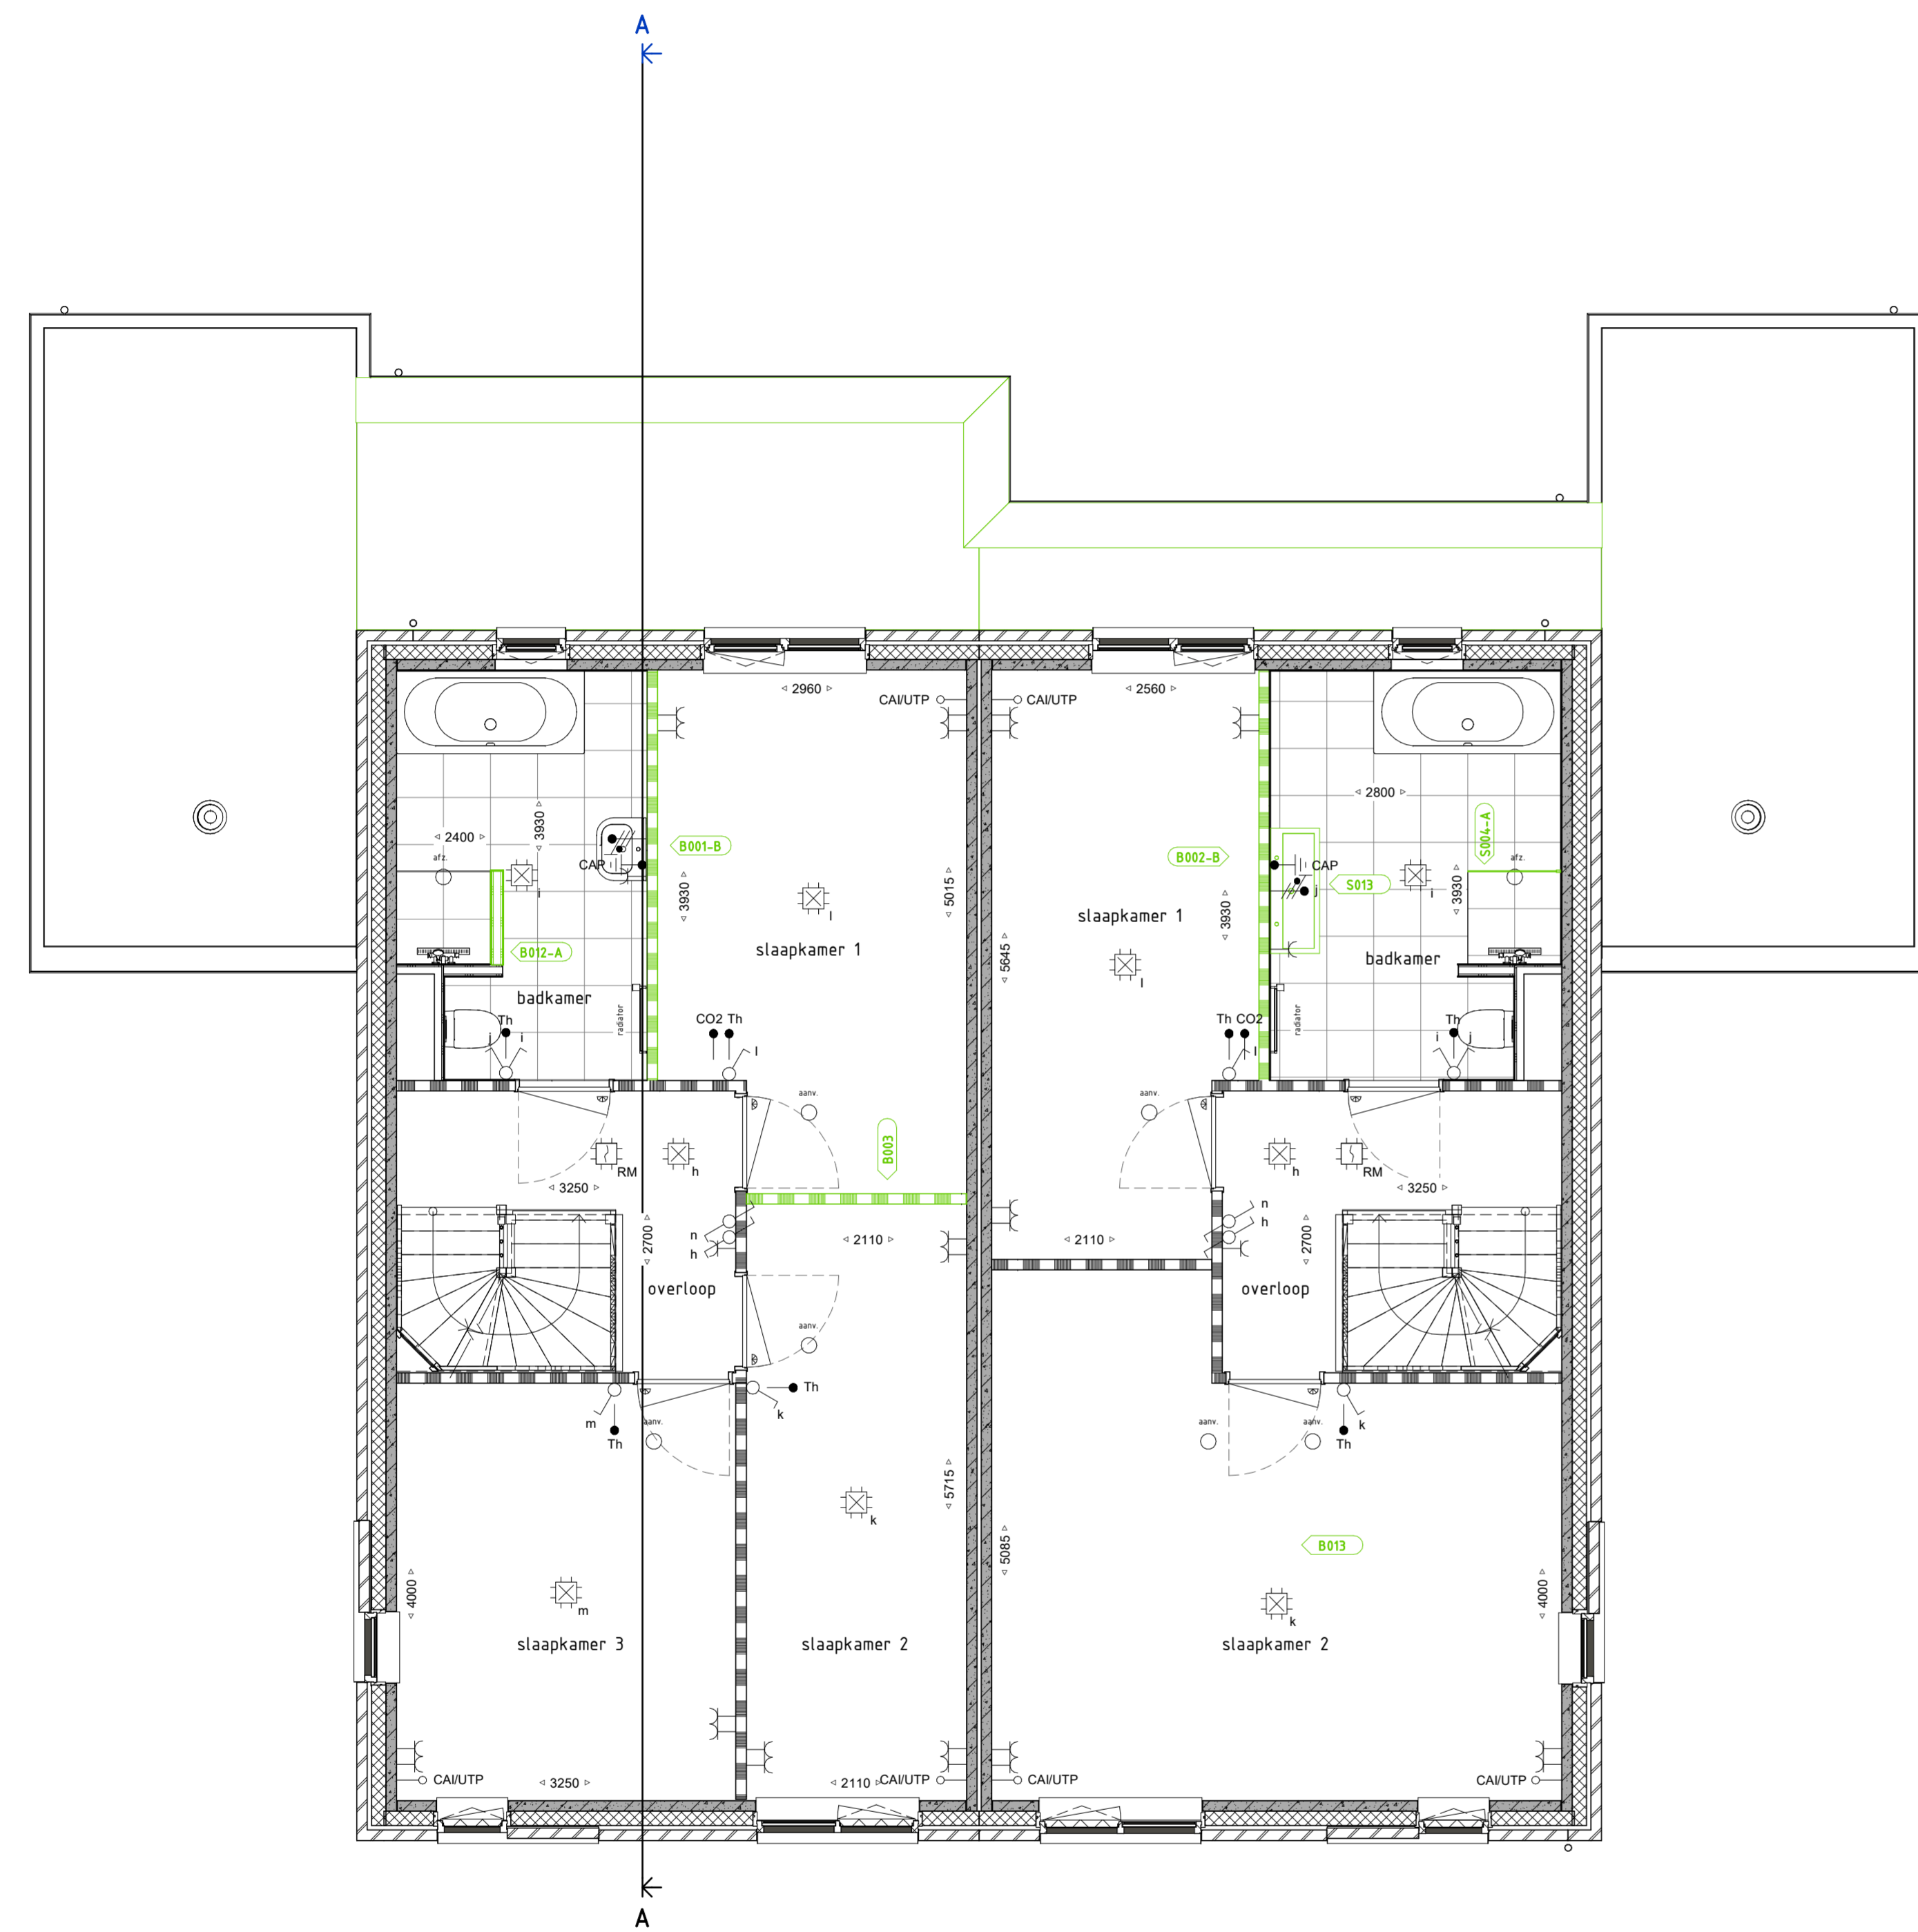 A
2960
CAI/UTP
CAI/UTP
2560
2400
3930
afz.
CAP
i
B001-B
3930
l
5015
slaapkamer 1
B012-A
badkamer
radiator
Th
j
i
CO2
Th
l
2800
S004-A
B002-B
CAP
j
S013
i
afz.
3930
3930
slaapkamer 1
5645
l
badkamer
radiator
Th
CO2
l
Th
i
j
aanv.
aanv.
B003
RM
h
h
RM
3250
3250
n
h
n
h
2700
2110
2110
2700
overloop
overloop
aanv.
Th
k
m
Th
aanv.
aanv.
aanv.
k
Th
5715
k
5085
B013
4000
m
k
4000
slaapkamer 3
slaapkamer 2
slaapkamer 2
CAI/UTP
3250
2110
CAI/UTP
CAI/UTP
CAI/UTP
A